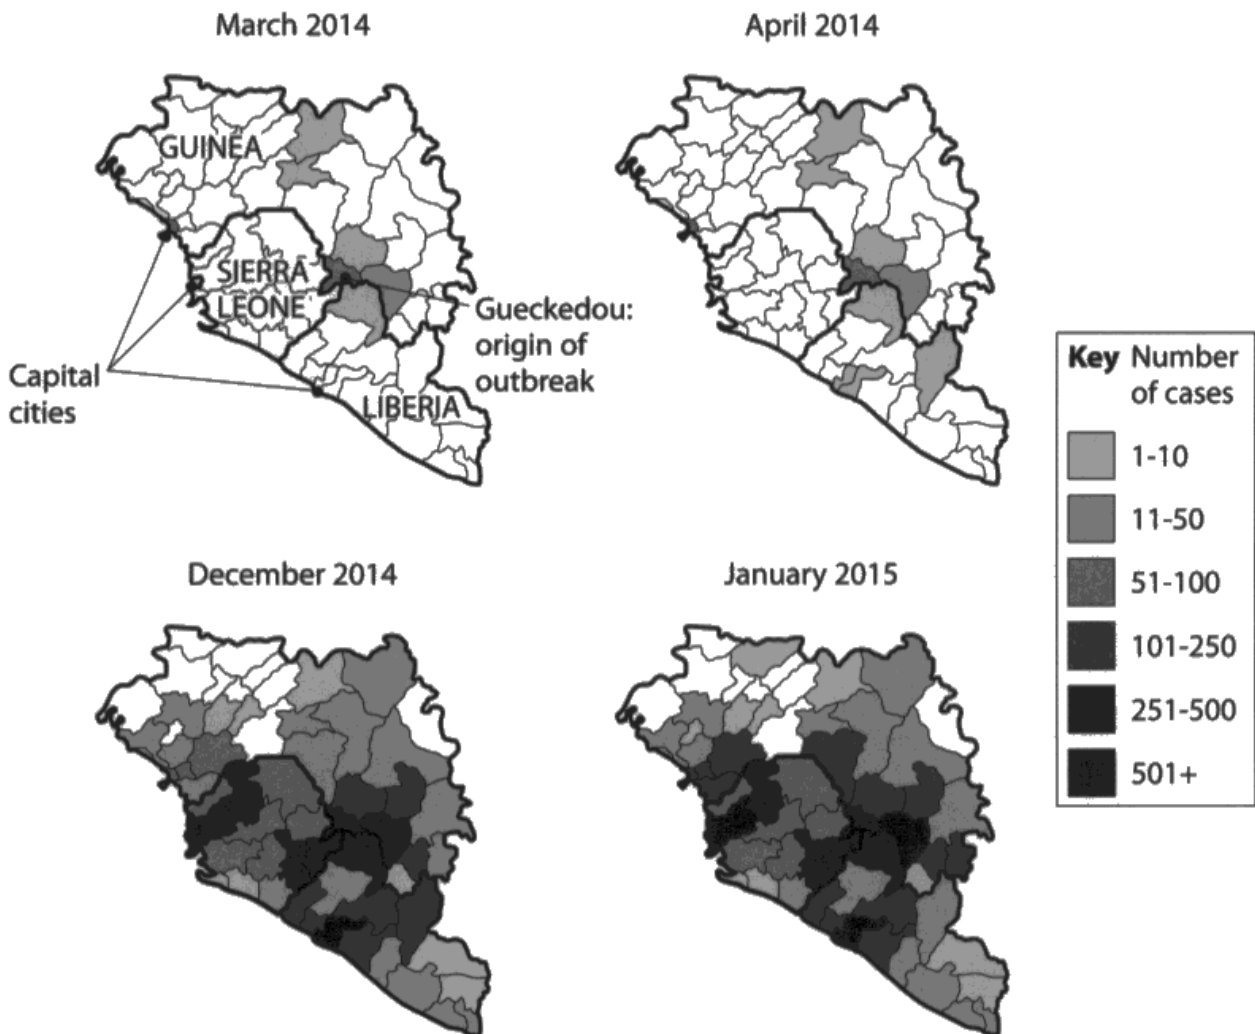 March 2014
April 2014
GUINEA
SIERRA
LEONE
Gueckedou:
origin of
outbreak
Capital
cities
LIBERIA
Key Number
of cases
1-10
11-50
51-100
101-250
251-500
501+
December 2014
January 2015